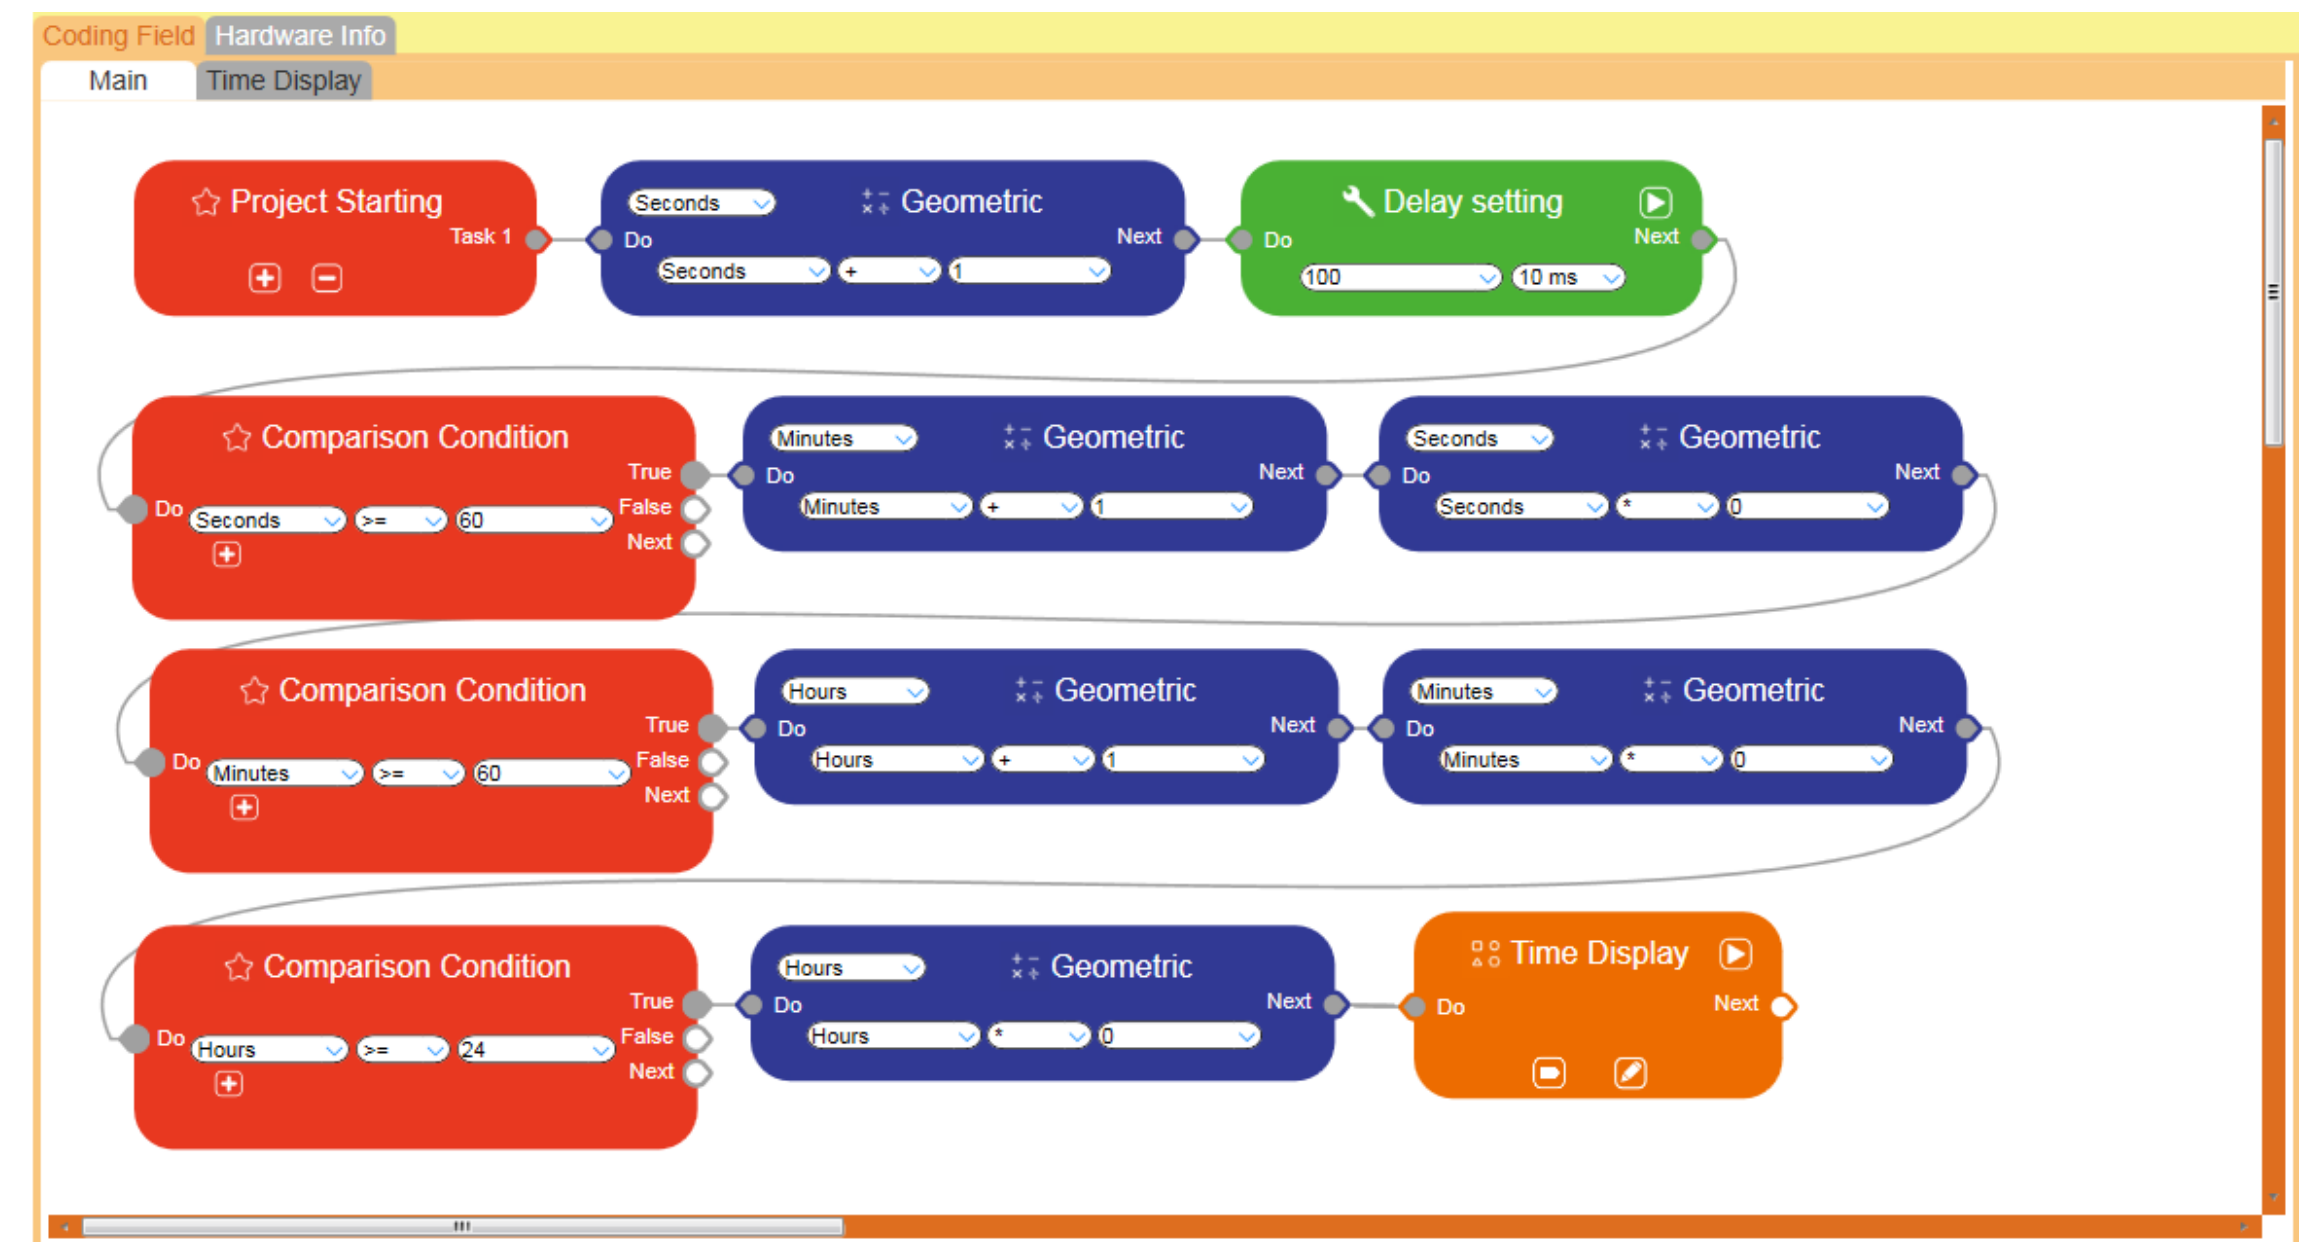 Coding Field Hardware Info
Main Time Display
Project Starting
Task 1
Seconds Geometric
Do Next
Seconds + 1
Delay setting
Do Next
100 10 ms
Comparison Condition
True
False
Next
Do Seconds >= 60
Minutes Geometric
Do Next
Minutes + 1
Seconds Geometric
Do Next
Seconds * 0
Comparison Condition
True
False
Next
Do Minutes >= 60
Hours Geometric
Do Next
Hours + 1
Minutes Geometric
Do Next
Minutes * 0
Comparison Condition
True
False
Next
Do Hours >= 24
Hours Geometric
Do Next
Hours * 0
Time Display
Do Next